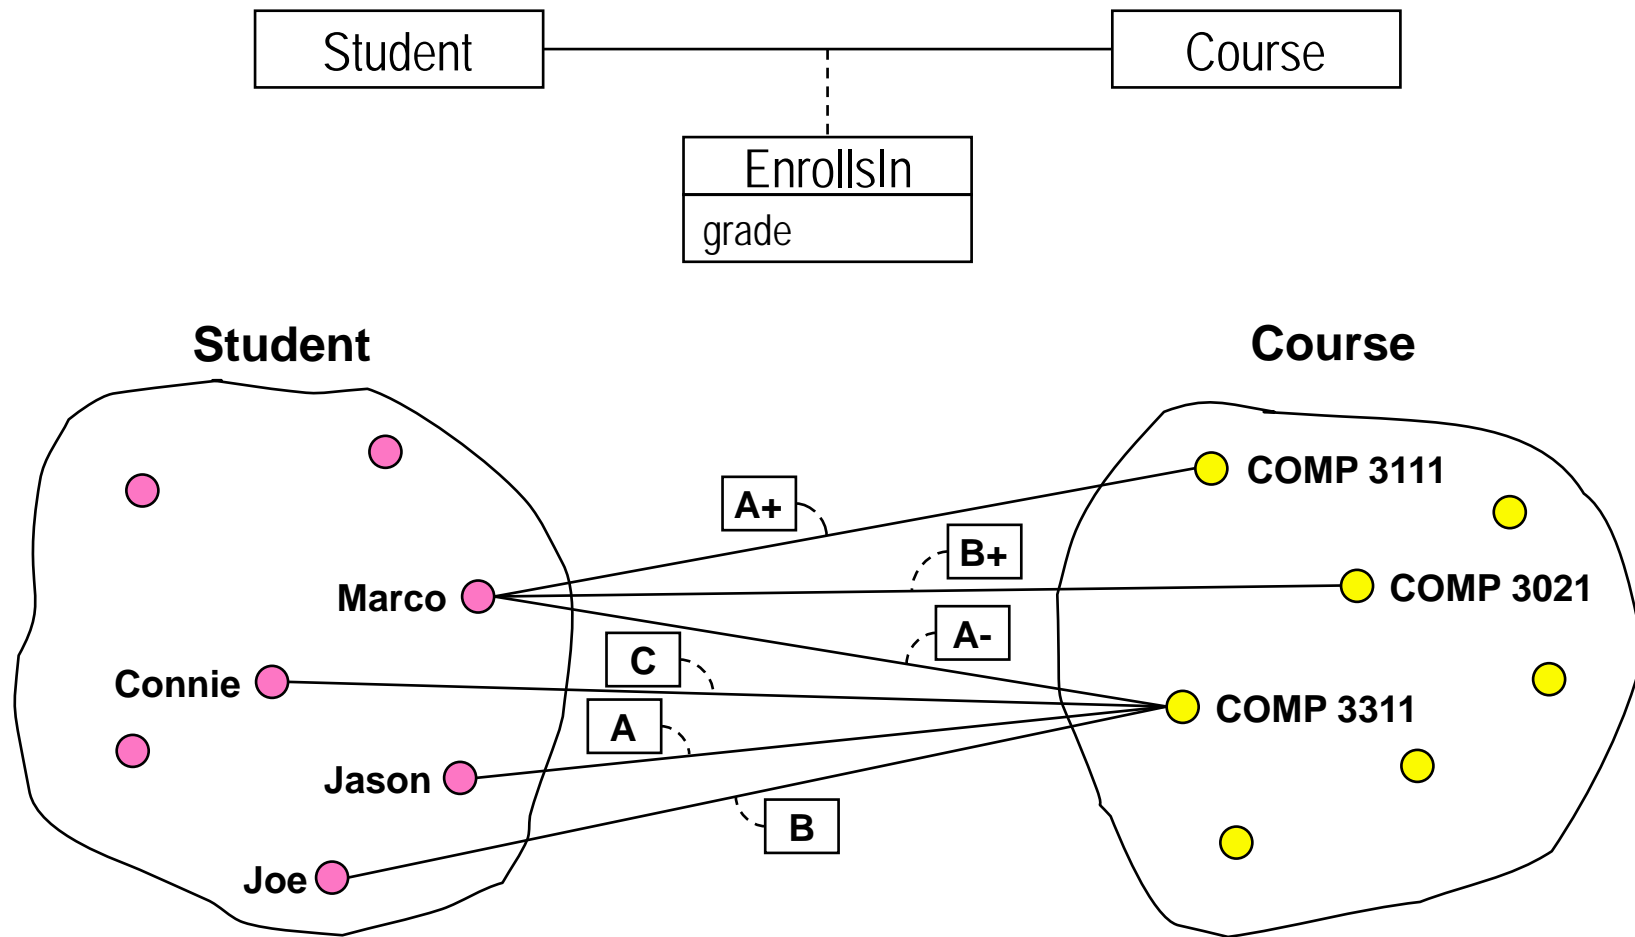 Student
Course
EnrollsIn
grade
Student
Course
COMP 3111
A+
B+
COMP 3021
Marco
A-
C
Connie
COMP 3311
A
Jason
B
Joe